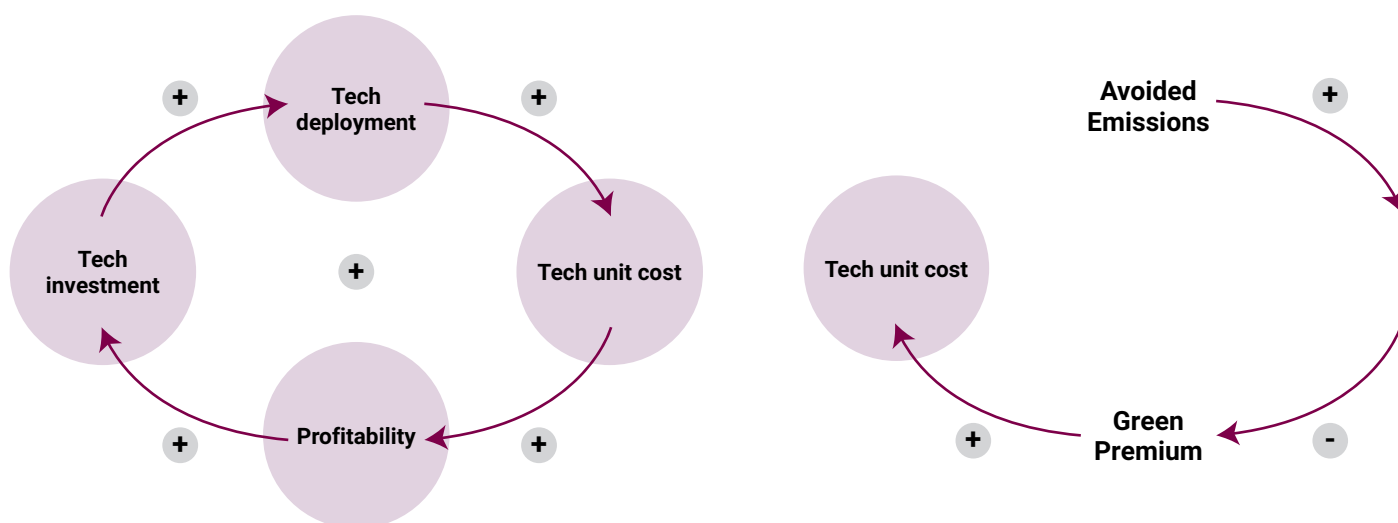 +
Tech
deployment
+
Tech
investment
+
Tech unit cost
+
Profitability
+
Avoided
Emissions
+
Tech unit cost
+
Green
Premium
-